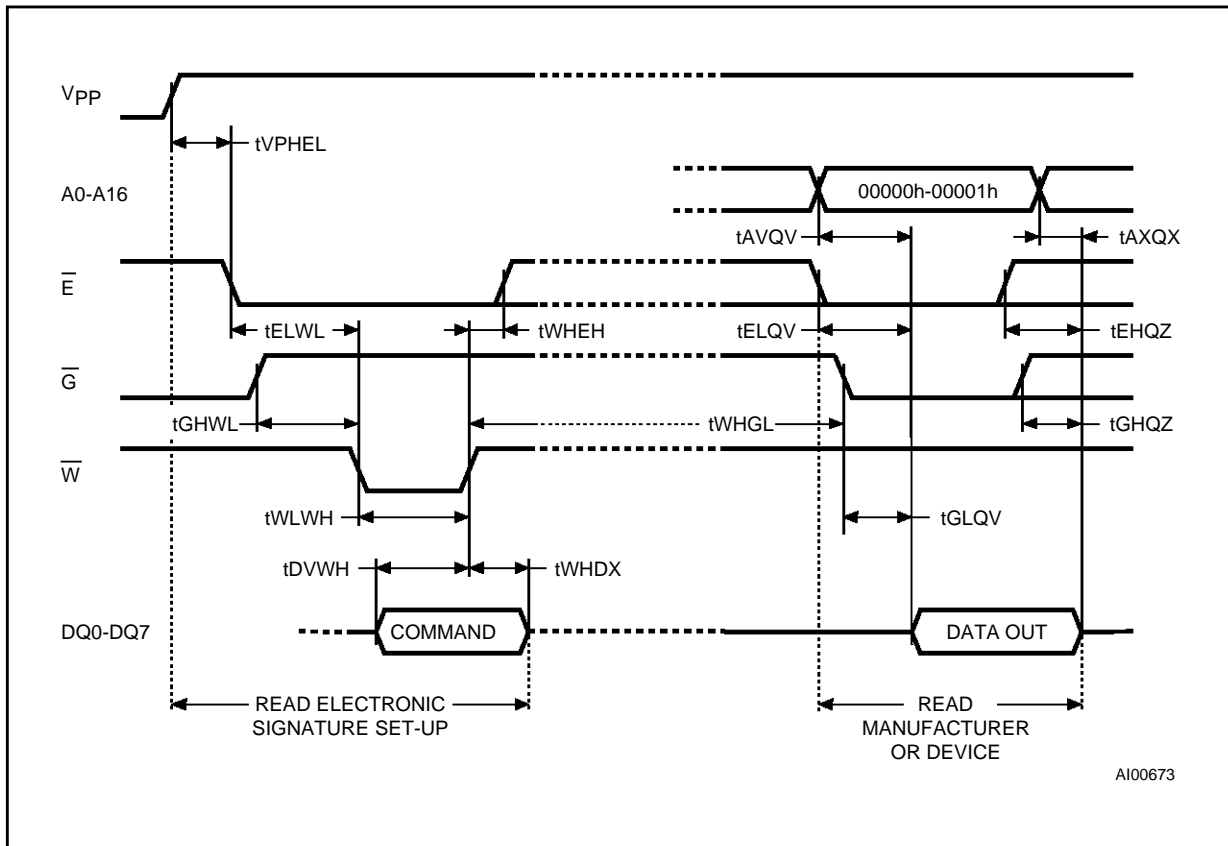 VPP
tVPHEL
A0-A16
00000h-00001h
tAVQV
tAXQX
E
tELWL
tWHEH
tELQV
tEHQZ
G
tGHWL
tWHGL
tGHQZ
W
tWLWH
tGLQV
tDVWH
tWHDX
DQ0-DQ7
COMMAND
DATA OUT
READ ELECTRONIC
SIGNATURE SET-UP
READ
MANUFACTURER
OR DEVICE
AI00673